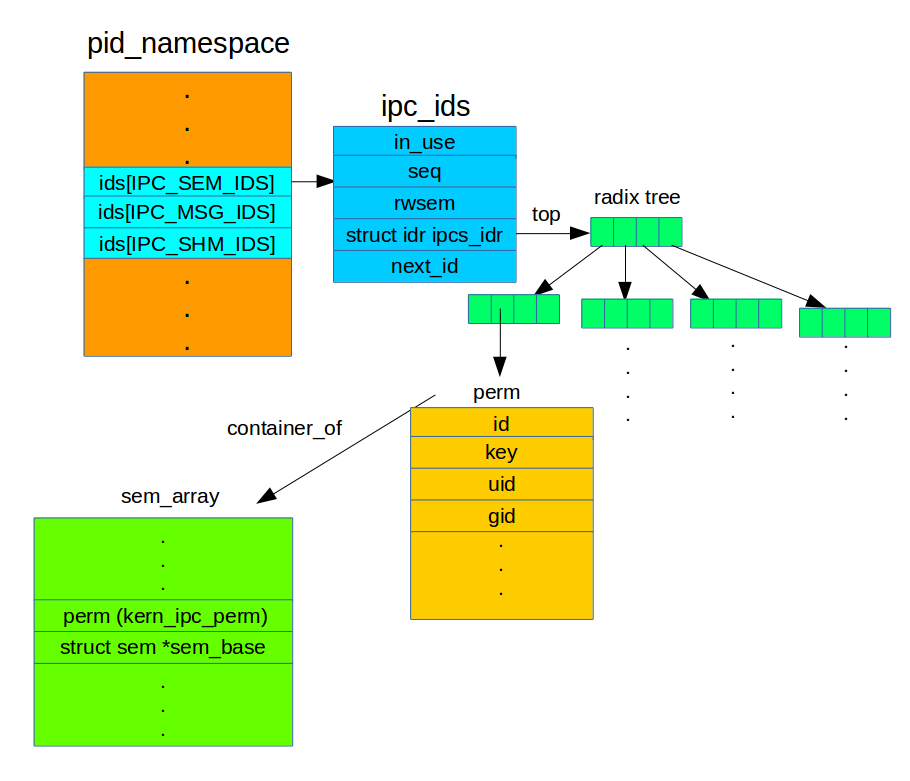 pid_namespace
.
.
.
ids[IPC_SEM_IDS]
ids[IPC_MSG_IDS]
ids[IPC_SHM_IDS]
.
.
.
ipc_ids
in_use
seq
rwsem
struct idr ipcs_idr
next_id
top
radix tree
.
.
.
.
.
.
.
.
.
.
.
.
perm
id
key
uid
gid
.
.
.
container_of
sem_array
.
.
.
perm (kern_ipc_perm)
struct sem *sem_base
.
.
.